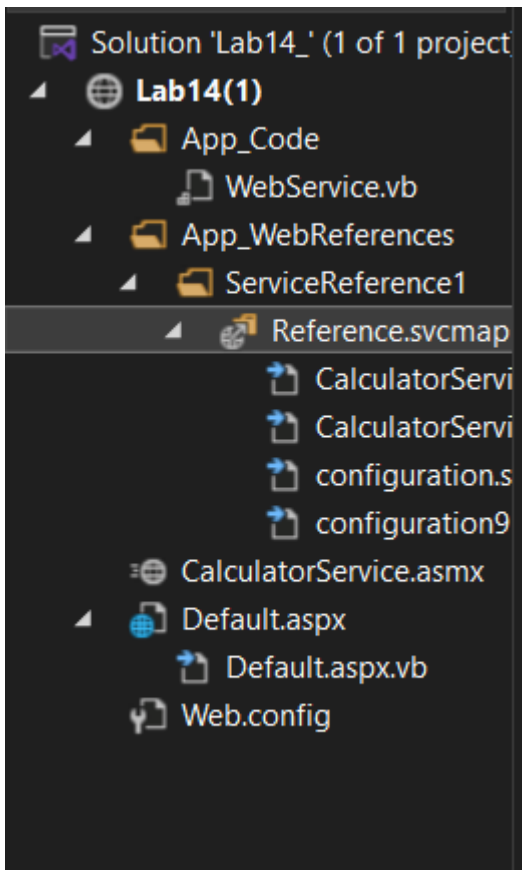 Solution 'Lab14_' (1 of 1 project
Lab14(1)
App_Code
WebService.vb
App_WebReferences
ServiceReference1
Reference.svcmap
CalculatorServi
CalculatorServi
configuration.s
configuration9
CalculatorService.asmx
Default.aspx
Default.aspx.vb
Web.config